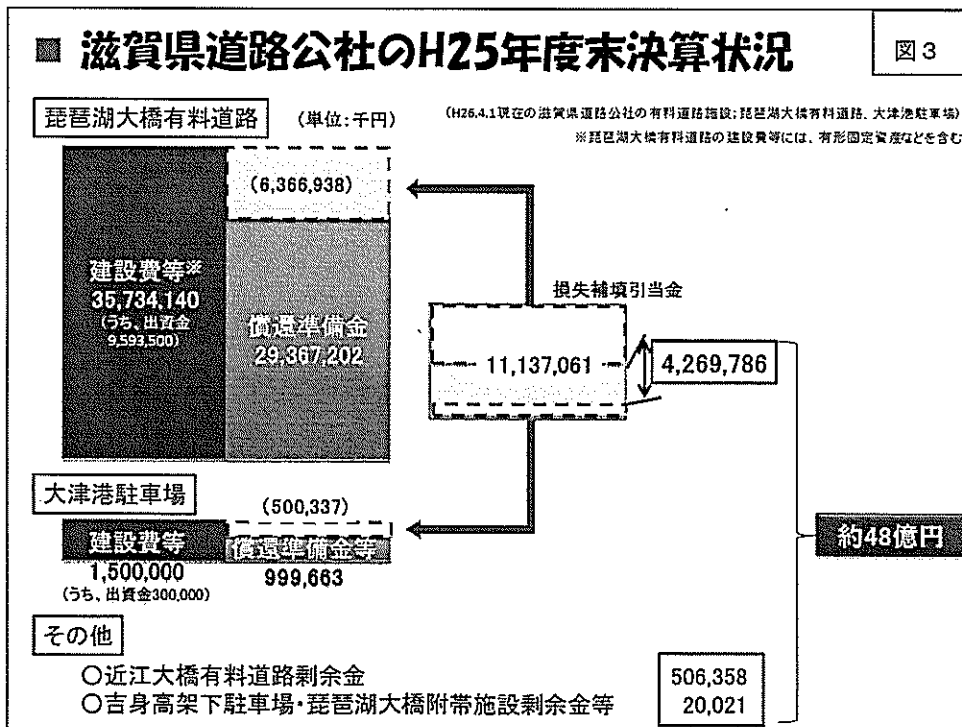 ■ 滋賀県道路公社のH25年度末決算状況
図3
琵琶湖大橋有料道路
(単位:千円)
(H26.4.1現在の滋賀県道路公社の有料道路施設:琵琶湖大橋有料道路、大津港駐車場)
※琵琶湖大橋有料道路の建設費等には、有形固定資産などを含む
(6,366,938)
建設費等※
35,734,140
(うち、出資金
9,593,500)
償還準備金
29,367,202
損失補填引当金
11,137,061
4,269,786
大津港駐車場
(500,337)
建設費等
1,500,000
(うち、出資金300,000)
償還準備金等
999,663
約48億円
その他
○近江大橋有料道路剰余金
506,358
○吉身高架下駐車場・琵琶湖大橋附帯施設剰余金等
20,021